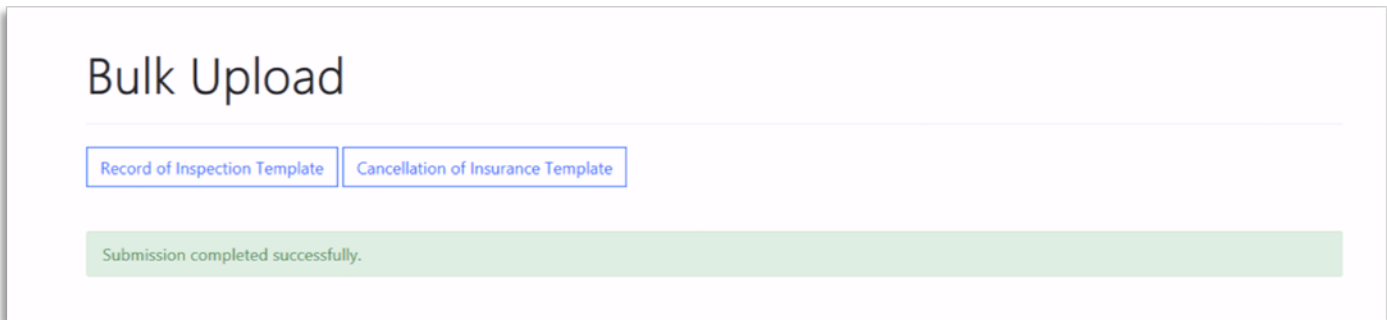 Bulk Upload
Record of Inspection Template Cancellation of Insurance Template
Submission completed successfully.